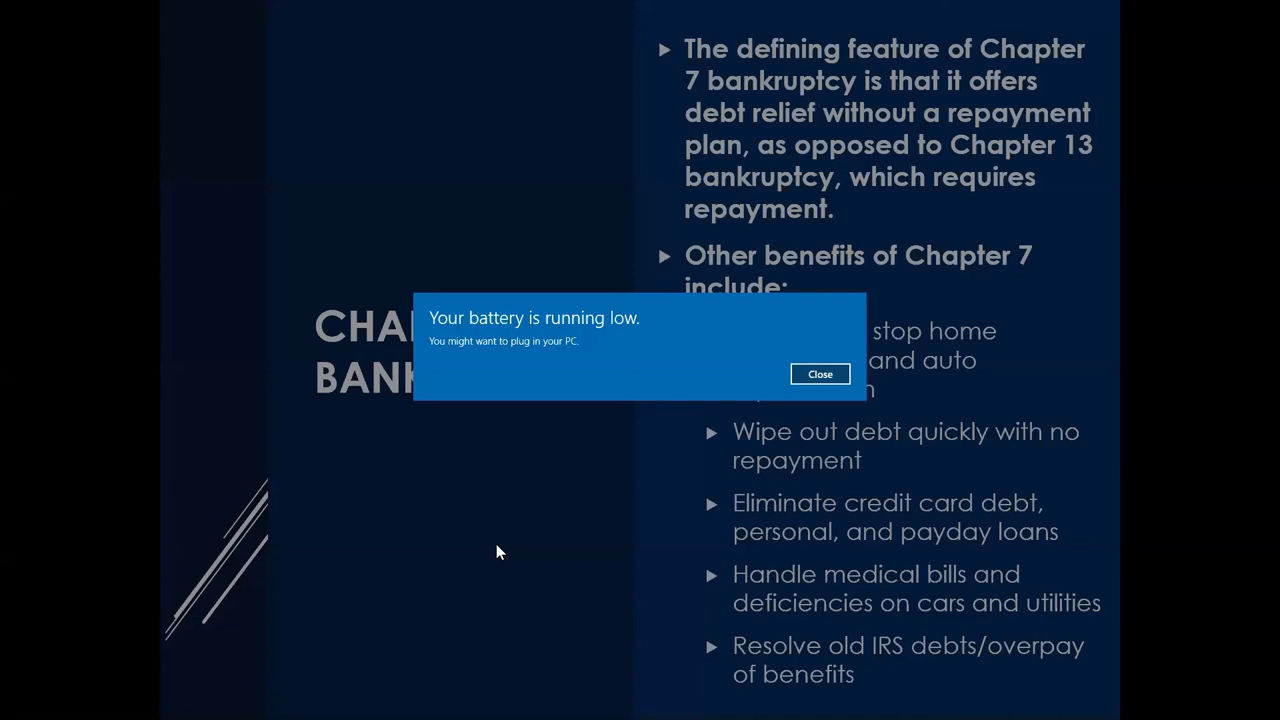 The defining feature of Chapter
7 bankruptcy is that it offers
debt relief without a repayment
plan, as opposed to Chapter 13
bankruptcy, which requires
repayment.
Other benefits of Chapter 7
include:
CHA
BANK
Your battery is running low.
You might want to plug in your PC.
Close
stop home
and auto
Wipe out debt quickly with no
repayment
Eliminate credit card debt,
personal, and payday loans
Handle medical bills and
deficiencies on cars and utilities
Resolve old IRS debts/overpay
of benefits